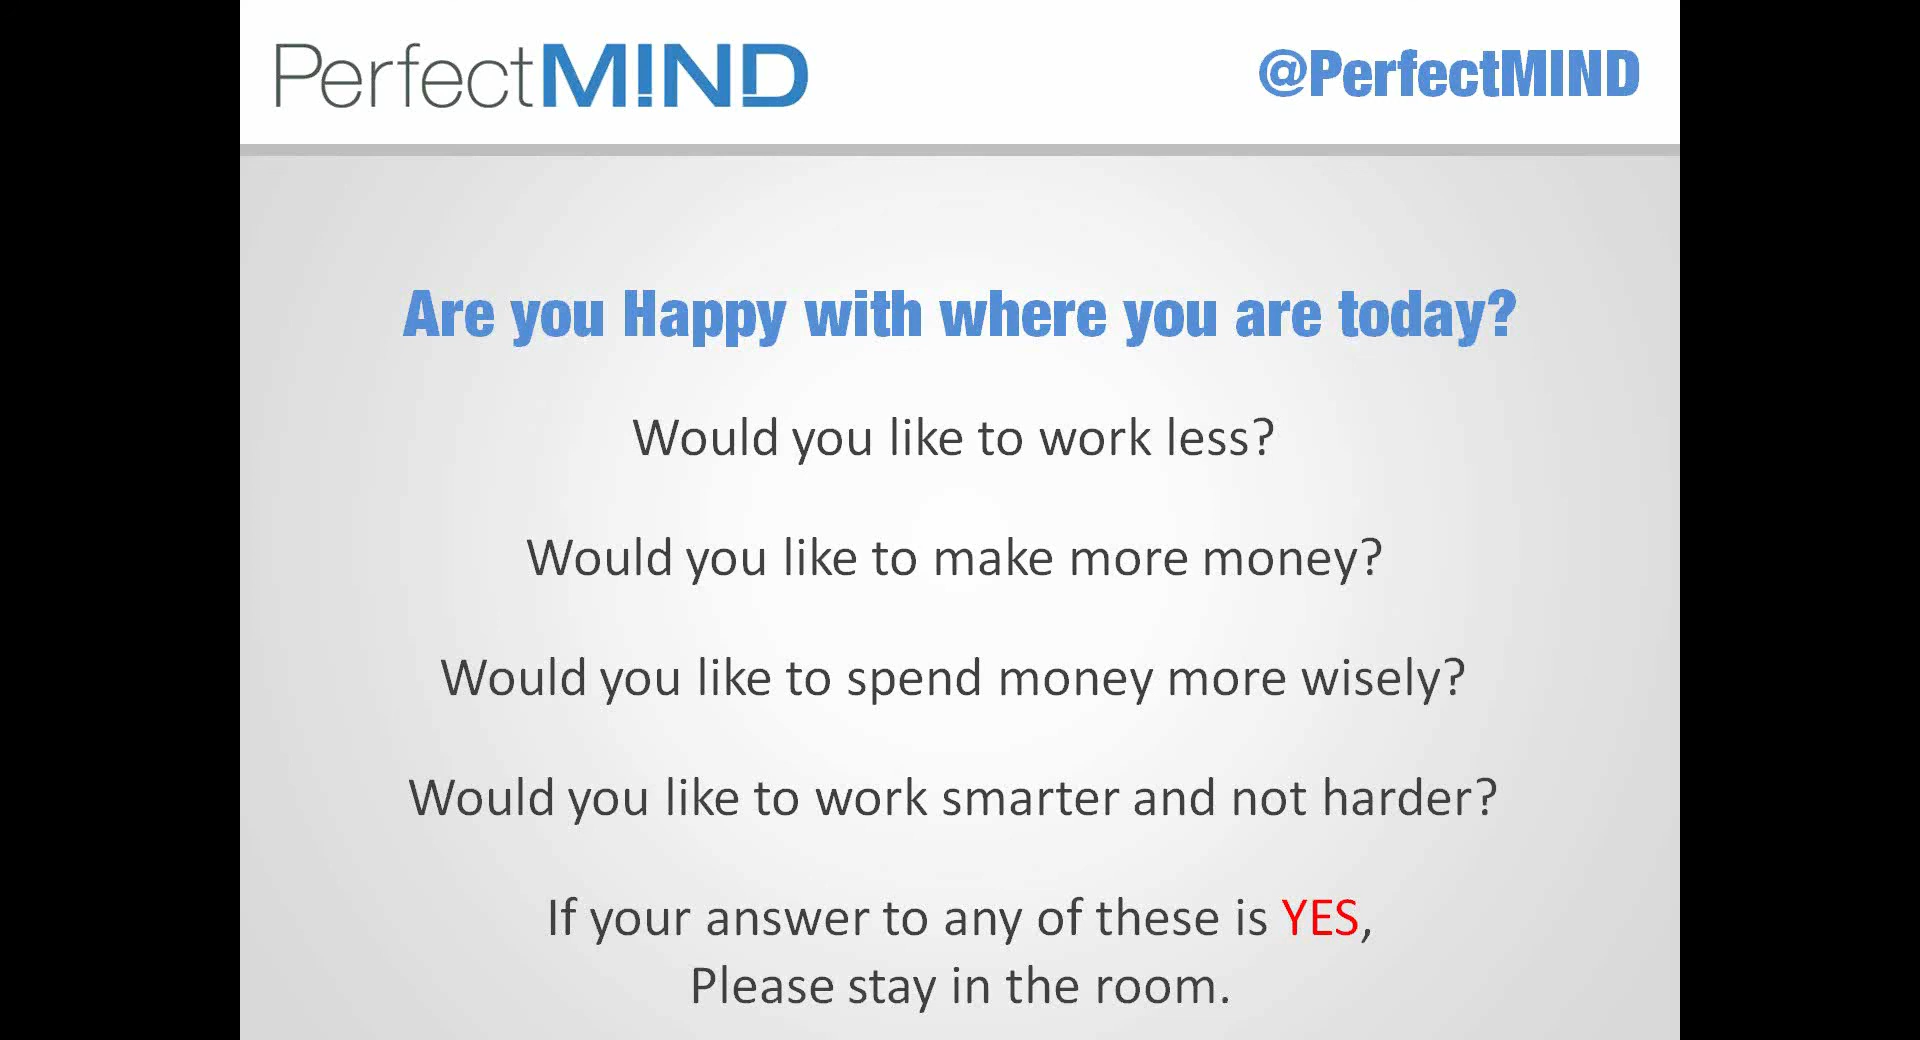 PerfectMIND
@PerfectMIND
Are you Happy with where you are today?
Would you like to work less?
Would you like to make more money?
Would you like to spend money more wisely?
Would you like to work smarter and not harder?
If your answer to any of these is YES,
Please stay in the room.